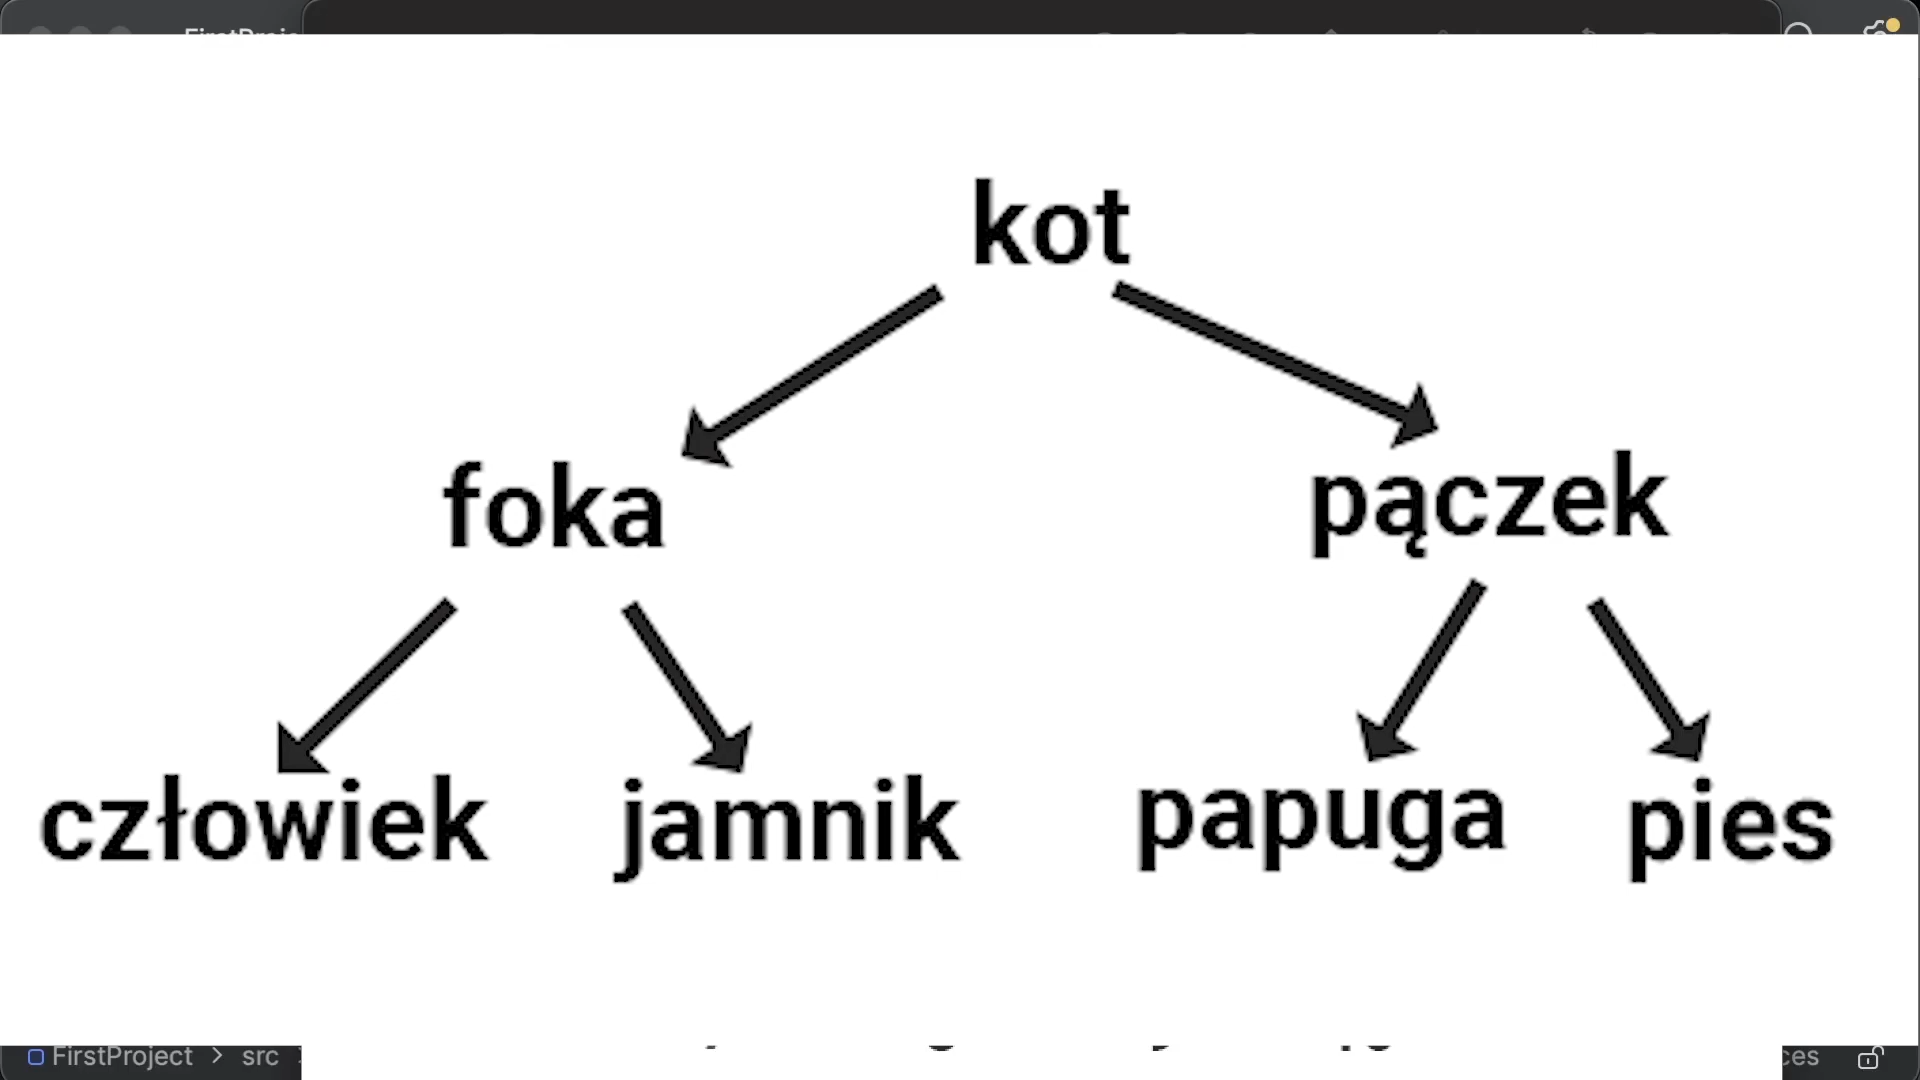 kot
foka
pączek
człowiek
jamnik
papuga
pies
FirstProject
src